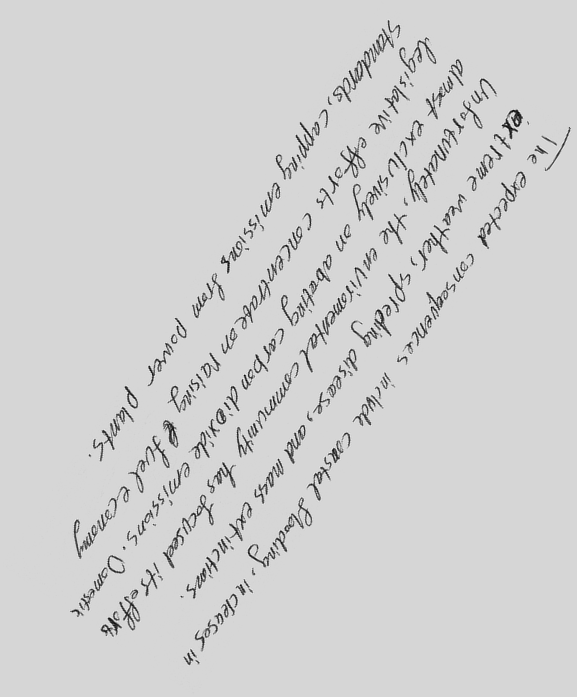 The expected consequences include coastal flooding, increases in
extreme weather, spreding disease, and mass extinctions.
Unfortunately, the enviromental community has focused its efforts
almost exclusively on abating carbon dioxide emissions. Domestic
legislative efforts concentrate on raising fuel economy
standards, capping emissions from power plants.